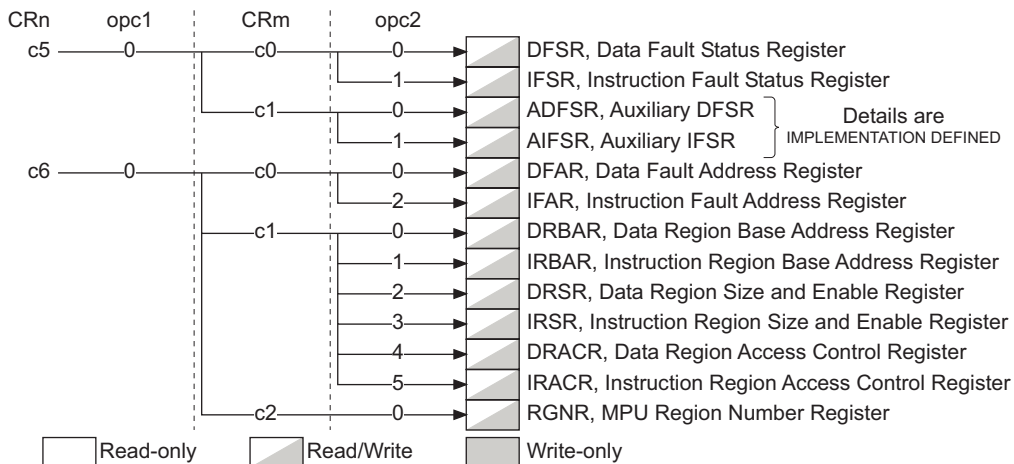 CRn opc1 CRm opc2
c5 0 c0 0 DFSR, Data Fault Status Register
1 IFSR, Instruction Fault Status Register
c1 0 ADFSR, Auxiliary DFSR
1 AIFSR, Auxiliary IFSR
Details are
IMPLEMENTATION DEFINED
c6 0 c0 0 DFAR, Data Fault Address Register
2 IFAR, Instruction Fault Address Register
c1 0 DRBAR, Data Region Base Address Register
1 IRBAR, Instruction Region Base Address Register
2 DRSR, Data Region Size and Enable Register
3 IRSR, Instruction Region Size and Enable Register
4 DRACR, Data Region Access Control Register
5 IRACR, Instruction Region Access Control Register
c2 0 RGNR, MPU Region Number Register
Read-only Read/Write Write-only